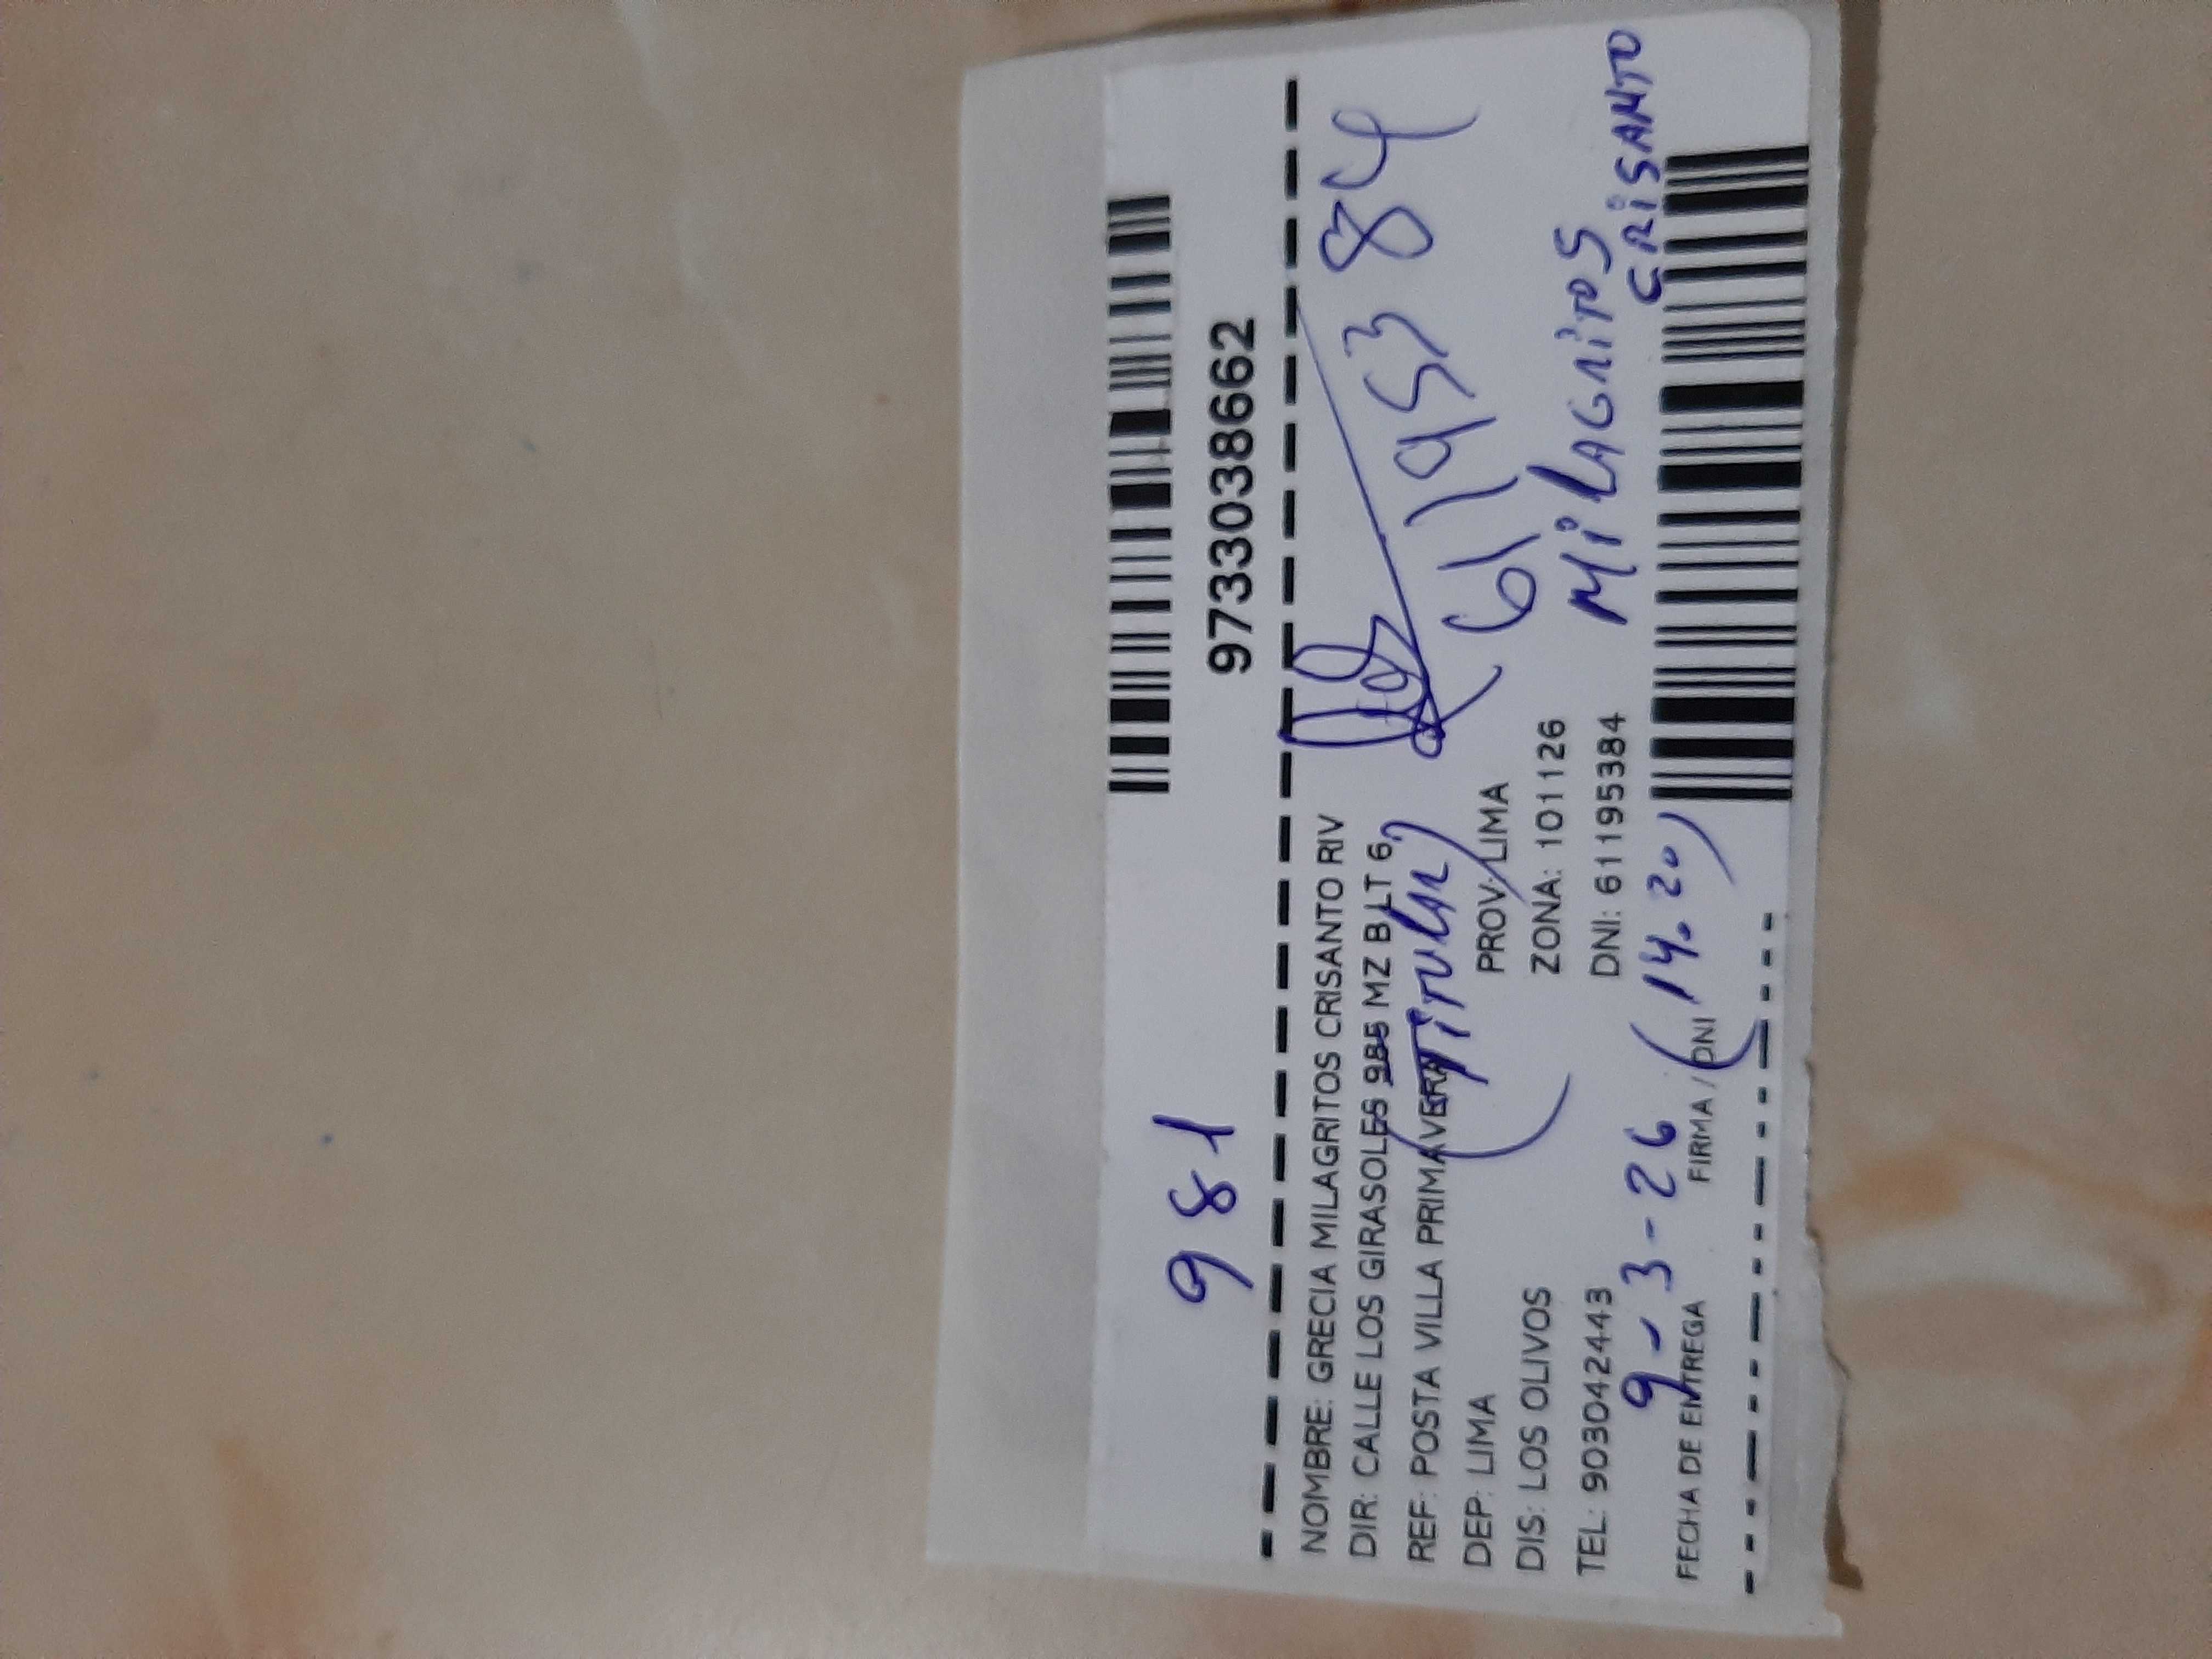 981
9733038662
NOMBRE: GRECIA MILAGRITOS CRISANTO RIV
DIR: CALLE LOS GIRASOLES 985 MZ B LT 6,
REF: POSTA VILLA PRIMAVERA
(TITULAR)
61195384
DEP: LIMA PROV: LIMA
DIS: LOS OLIVOS ZONA: 101126
MILAGRITOS
CRISANTO
TEL: 903042443 DNI: 61195384
9-3-26 (14.20)
FECHA DE ENTREGA FIRMA / DNI